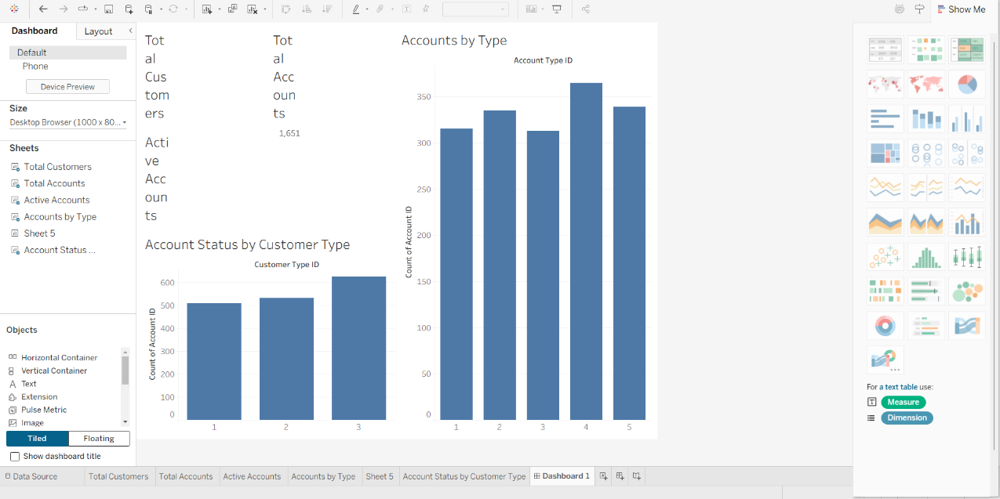 Show Me
Dashboard
Layout
Default
Phone
Device Preview
Size
Desktop Browser (1000 x 80...
Sheets
Total Customers
Total Accounts
Active Accounts
Accounts by Type
Sheet 5
Account Status ...
Objects
Horizontal Container
Vertical Container
Text
Extension
Pulse Metric
Image
Tiled
Floating
Show dashboard title
Tot
al
Cus
tom
ers
Tot
al
Acc
oun
ts
1,651
Acti
ve
Acc
oun
ts
Account Status by Customer Type
Customer Type ID
Count of Account ID
600
500
400
300
200
100
0
1 2 3
Accounts by Type
Account Type ID
Count of Account ID
350
300
250
200
150
100
50
0
1 2 3 4 5
For a text table use:
Measure
Dimension
Data Source
Total Customers
Total Accounts
Active Accounts
Accounts by Type
Sheet 5
Account Status by Customer Type
Dashboard 1